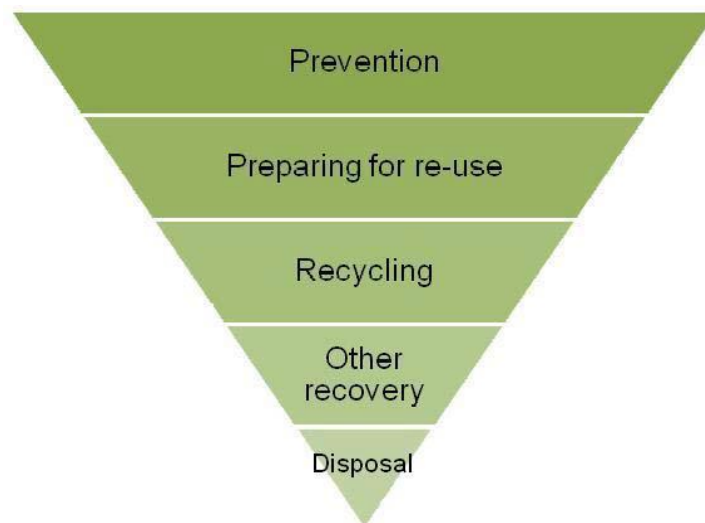 Prevention
Preparing for re-use
Recycling
Other
recovery
Disposal